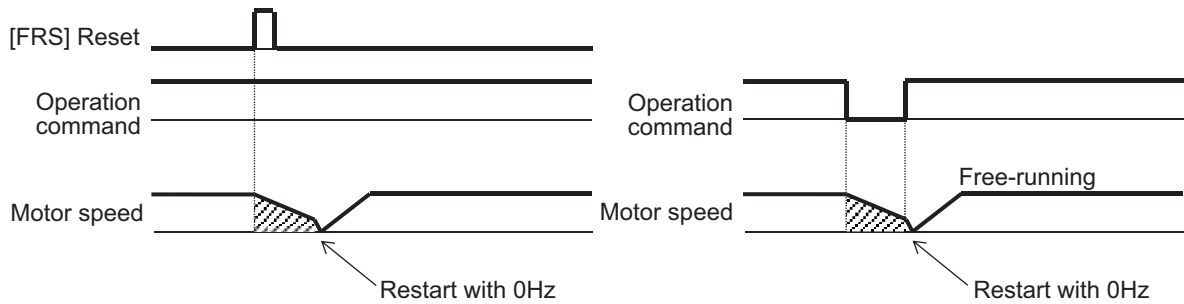 [FRS] Reset
Operation
command
Motor speed
Restart with 0Hz
Operation
command
Free-running
Motor speed
Restart with 0Hz